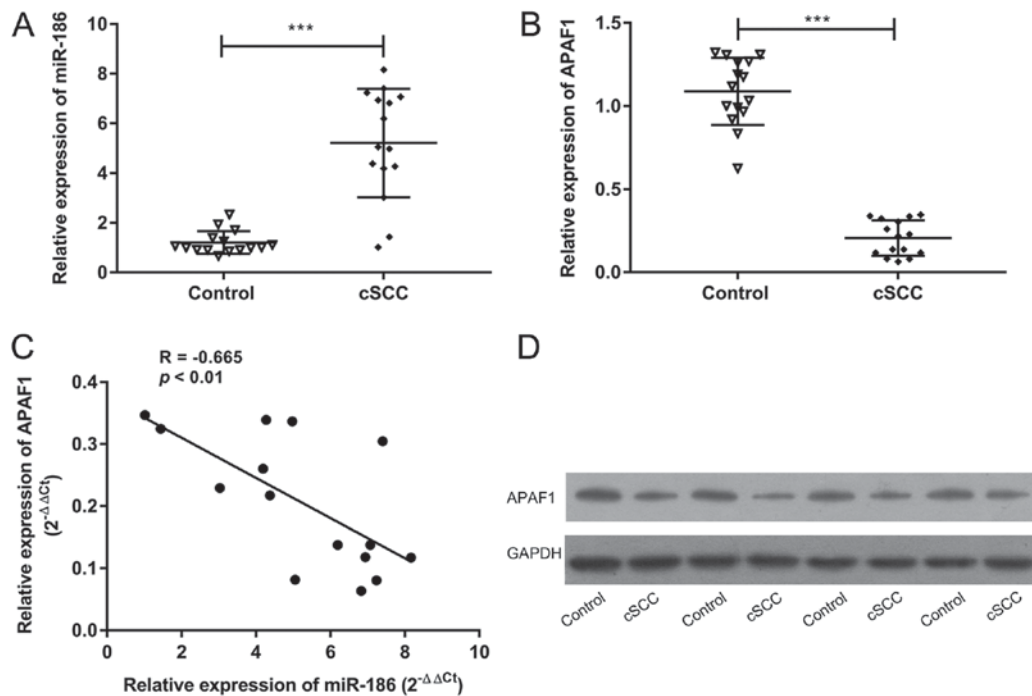 A
Relative expression of miR-186
10
8
6
4
2
0
***
Control
cSCC
B
Relative expression of APAF1
1.5
1.0
0.5
0.0
***
Control
cSCC
C
R = -0.665
p < 0.01
Relative expression of APAF1
(2-ΔΔCt)
0.4
0.3
0.2
0.1
0.0
0
2
4
6
8
10
Relative expression of miR-186 (2-ΔΔCt)
D
APAF1
GAPDH
Control
cSCC
Control
cSCC
Control
cSCC
Control
cSCC